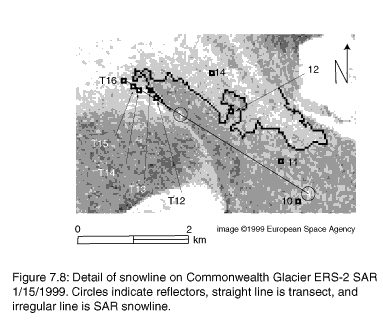 T16
14
12
N
T15
T14
T13
T12
11
10
0 2
km
image ©1999 European Space Agency
Figure 7.8: Detail of snowline on Commonwealth Glacier ERS-2 SAR
1/15/1999. Circles indicate reflectors, straight line is transect, and
irregular line is SAR snowline.